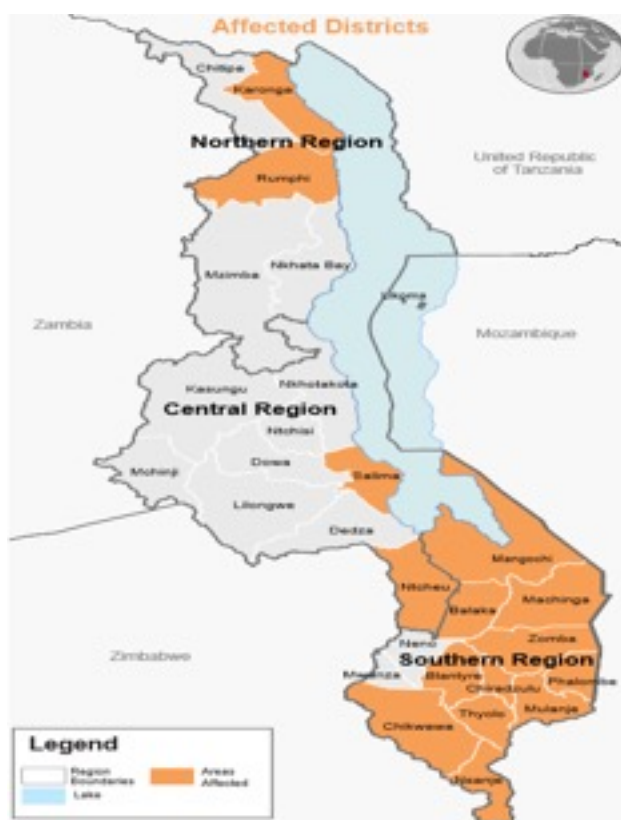 Affected Districts
Chitipa
Karonga
Northern Region
United Republic
of Tanzania
Rumphi
Nkhata Bay
Mzimba
Likoma
Zambia
Mozambique
Kasungu
Nkhotakota
Central Region
Ntchisi
Dowa
Mchinji
Salima
Lilongwe
Dedza
Mangochi
Ntcheu
Machinga
Balaka
Zomba
Neno
Zimbabwe
Southern Region
Mwanza
Blantyre
Phalombe
Chiradzulu
Thyolo
Mulanje
Chikwawa
Nsanje
Legend
Region
Boundaries
Areas
Affected
Lake